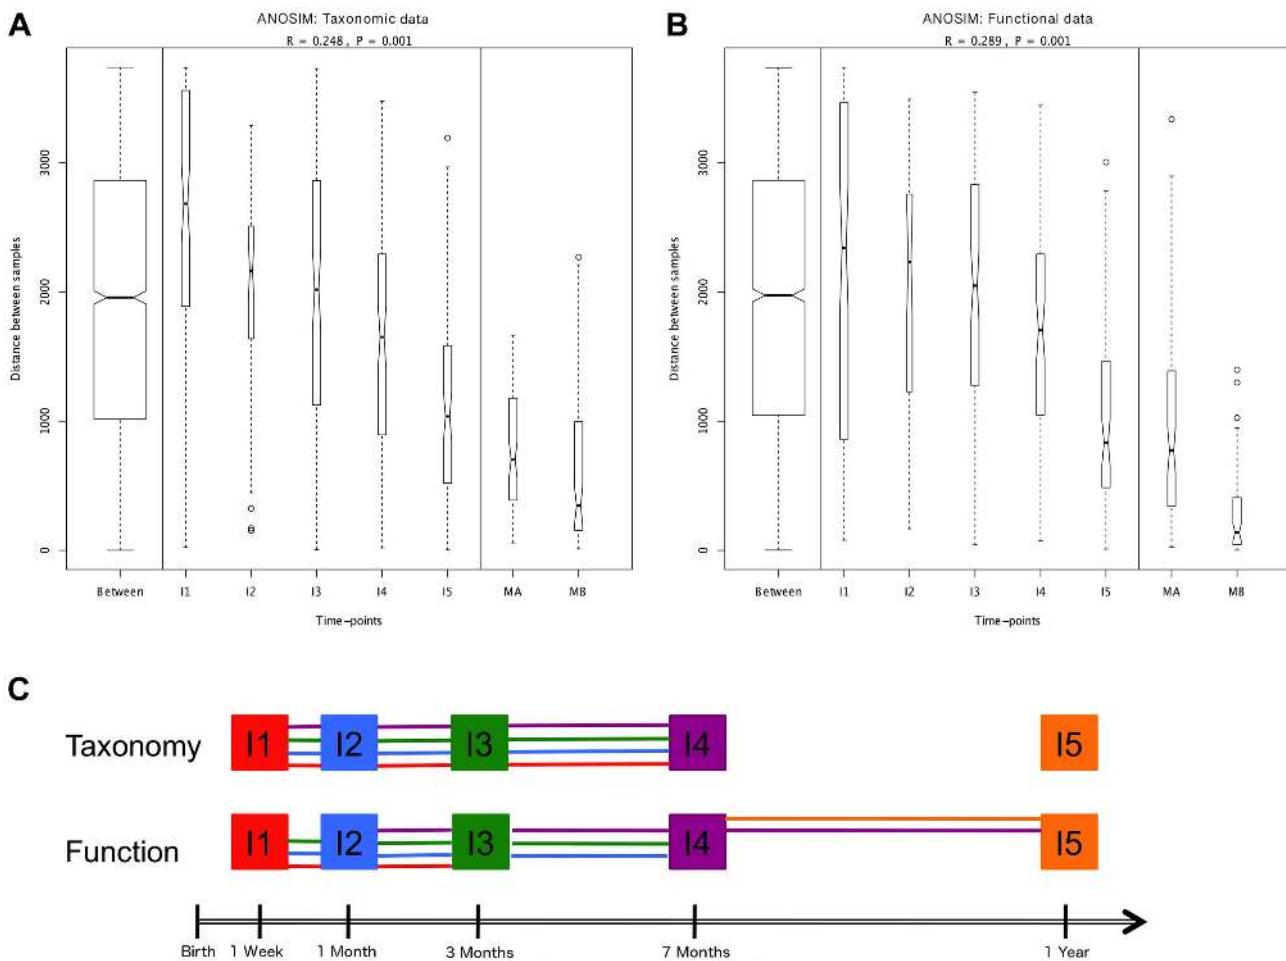 A
ANOSIM: Taxonomic data
R = 0.248 , P = 0.001
Distance between samples
3000
2000
1000
0
Between I1 I2 I3 I4 I5 MA MB
Time-points
B
ANOSIM: Functional data
R = 0.289 , P = 0.001
Distance between samples
3000
2000
1000
0
Between I1 I2 I3 I4 I5 MA MB
Time-points
C
Taxonomy I1 I2 I3 I4 I5
Function I1 I2 I3 I4 I5
Birth 1 Week 1 Month 3 Months 7 Months 1 Year